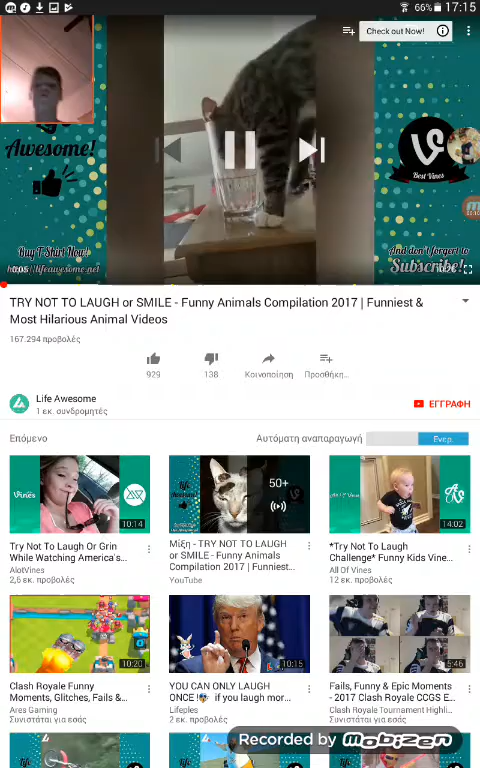 66% 17:15
Check out Now!
Awesome!
Best Vines
Buy T-Shirt Now!
And don't forget to
0:05
http://lifeawesome.net
Subscribe!
TRY NOT TO LAUGH or SMILE - Funny Animals Compilation 2017 | Funniest &
Most Hilarious Animal Videos
167.294 προβολές
929
138
Κοινοποίηση
Προσθήκη...
Life Awesome
1 εκ. συνδρομητές
ΕΓΓΡΑΦΗ
Επόμενο
Αυτόματη αναπαραγωγή
Ενερ.
Vines
10:14
Life
Awesome
50+
14:02
Try Not To Laugh Or Grin
While Watching America's...
AlotVines
2,6 εκ. προβολές
Μίξη - TRY NOT TO LAUGH
or SMILE - Funny Animals
Compilation 2017 | Funniest...
YouTube
*Try Not To Laugh
Challenge* Funny Kids Vine...
All Of Vines
12 εκ. προβολές
10:20
10:15
5:46
Clash Royale Funny
Moments, Glitches, Fails &...
Ares Gaming
Συνιστάται για εσάς
YOU CAN ONLY LAUGH
ONCE !😂 if you laugh mor...
Lifeples
2 εκ. προβολές
Fails, Funny & Epic Moments
- 2017 Clash Royale CCGS E...
Clash Royale Tournament Highli...
Συνιστάται για εσάς
Recorded by Mobizen